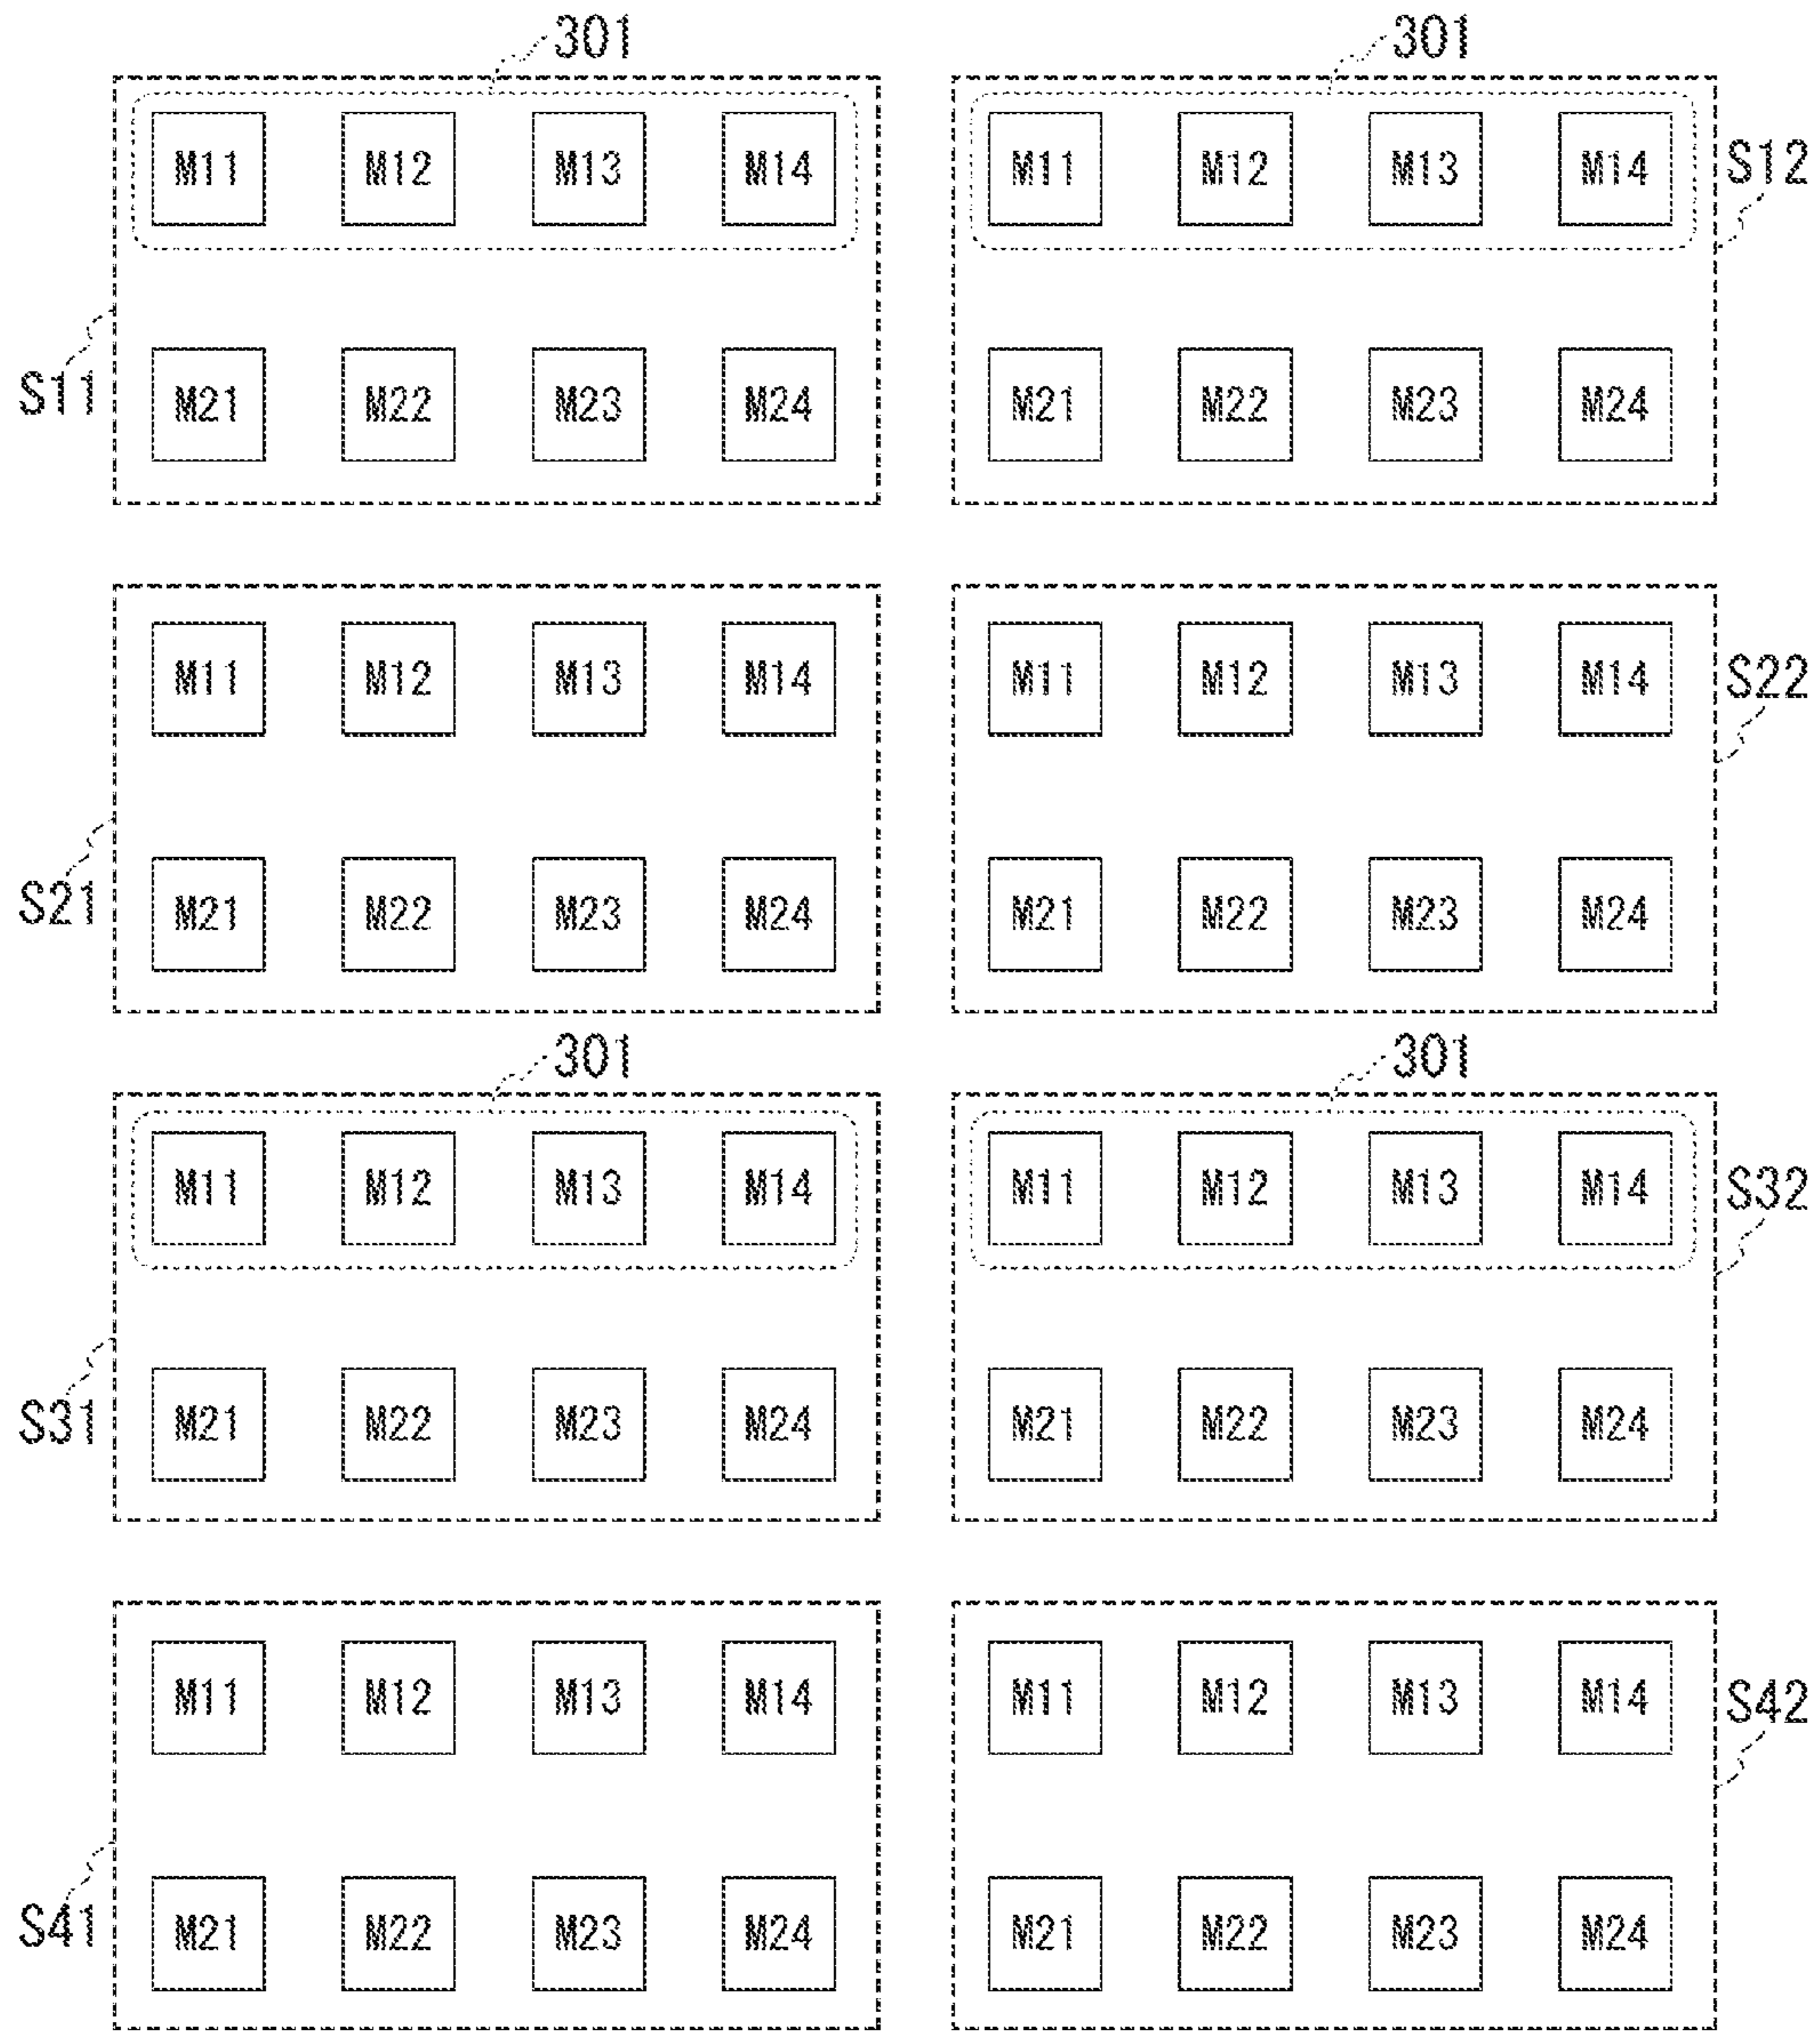 301 301
M11 M12 M13 M14 M11 M12 M13 M14 S12
S11 M21 M22 M23 M24 M21 M22 M23 M24
M11 M12 M13 M14 M11 M12 M13 M14 S22
S21 M21 M22 M23 M24 M21 M22 M23 M24
301 301
M11 M12 M13 M14 M11 M12 M13 M14 S32
S31 M21 M22 M23 M24 M21 M22 M23 M24
M11 M12 M13 M14 M11 M12 M13 M14 S42
S41 M21 M22 M23 M24 M21 M22 M23 M24